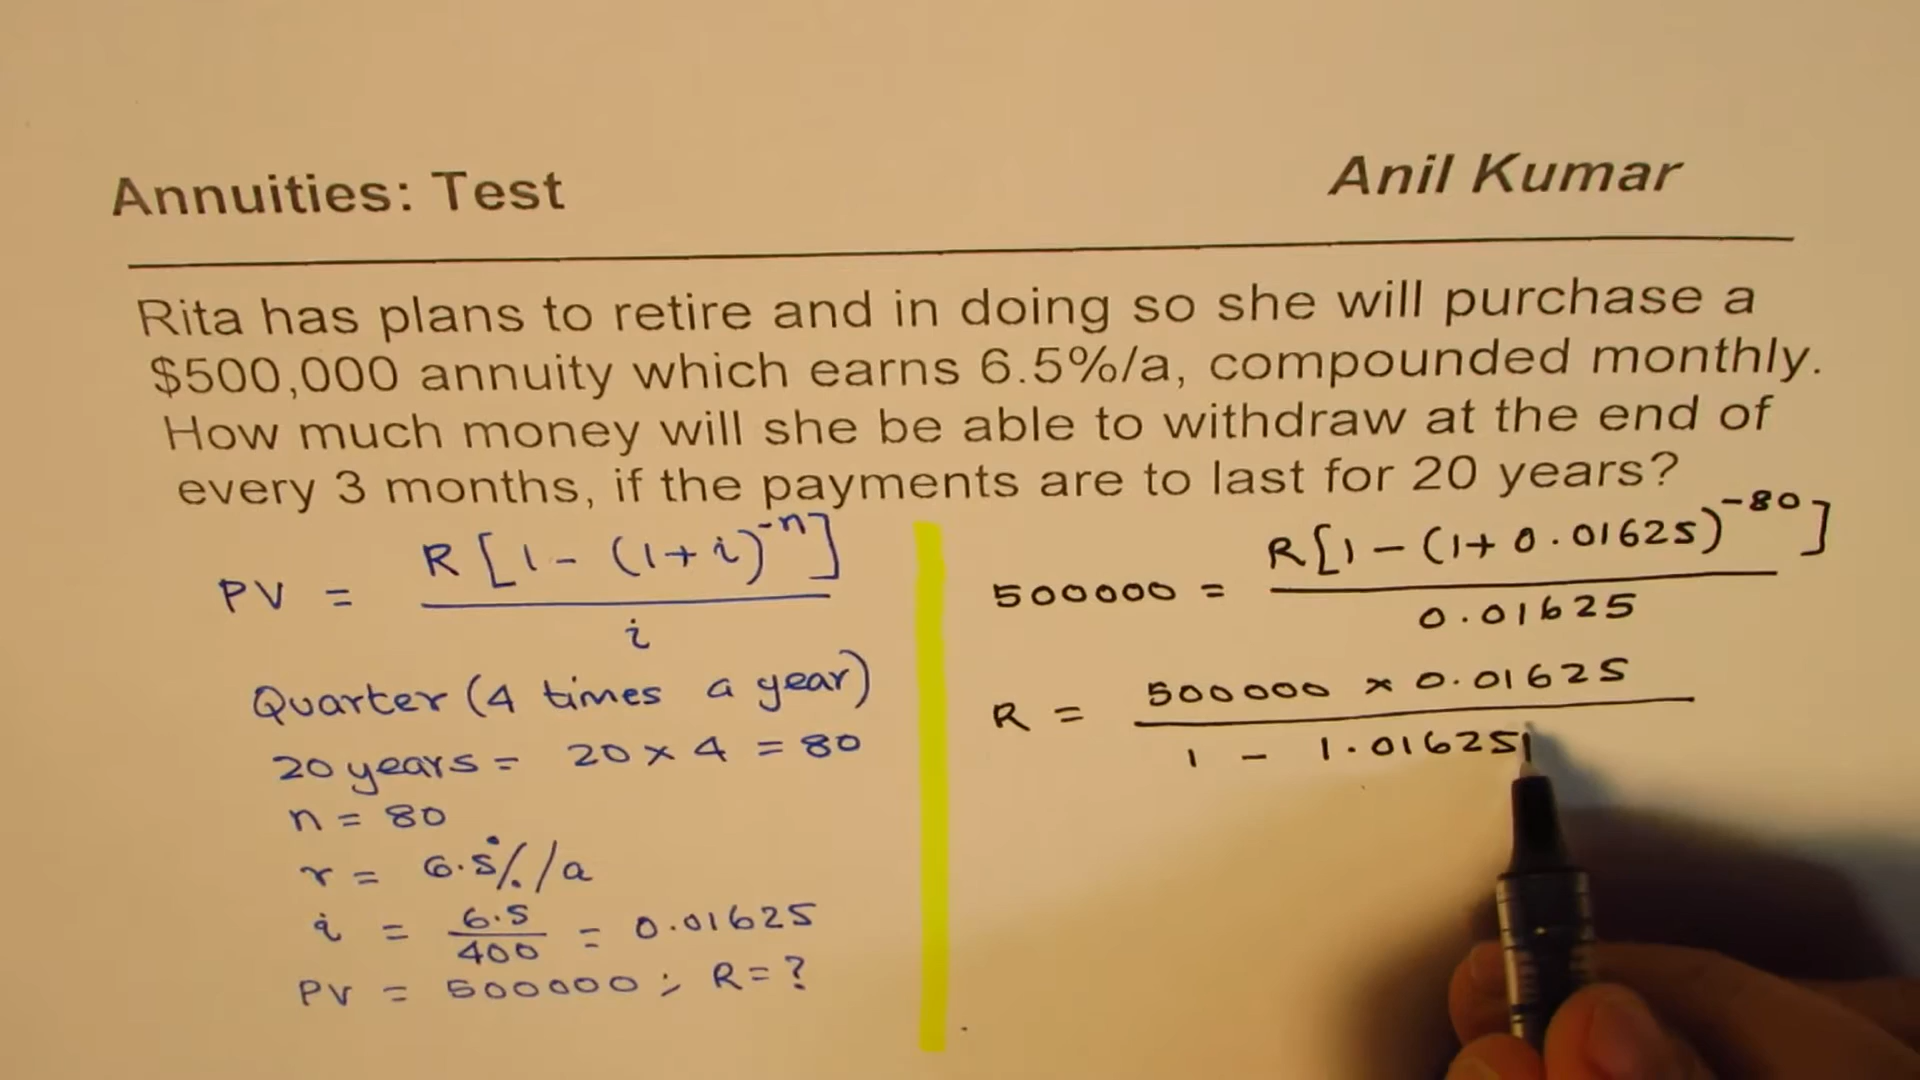 Annuities: Test
Anil Kumar
Rita has plans to retire and in doing so she will purchase a
$500,000 annuity which earns 6.5%/a, compounded monthly.
How much money will she be able to withdraw at the end of
every 3 months, if the payments are to last for 20 years?
PV = R[1 - (1+i)^-n] / i
Quarter (4 times a year)
20 years = 20 x 4 = 80
n = 80
r = 6.5%/a
i = 6.5/400 = 0.01625
PV = 500000 ; R = ?
500000 = R[1 - (1+0.01625)^-80] / 0.01625
R = 500000 x 0.01625 / 1 - 1.01625